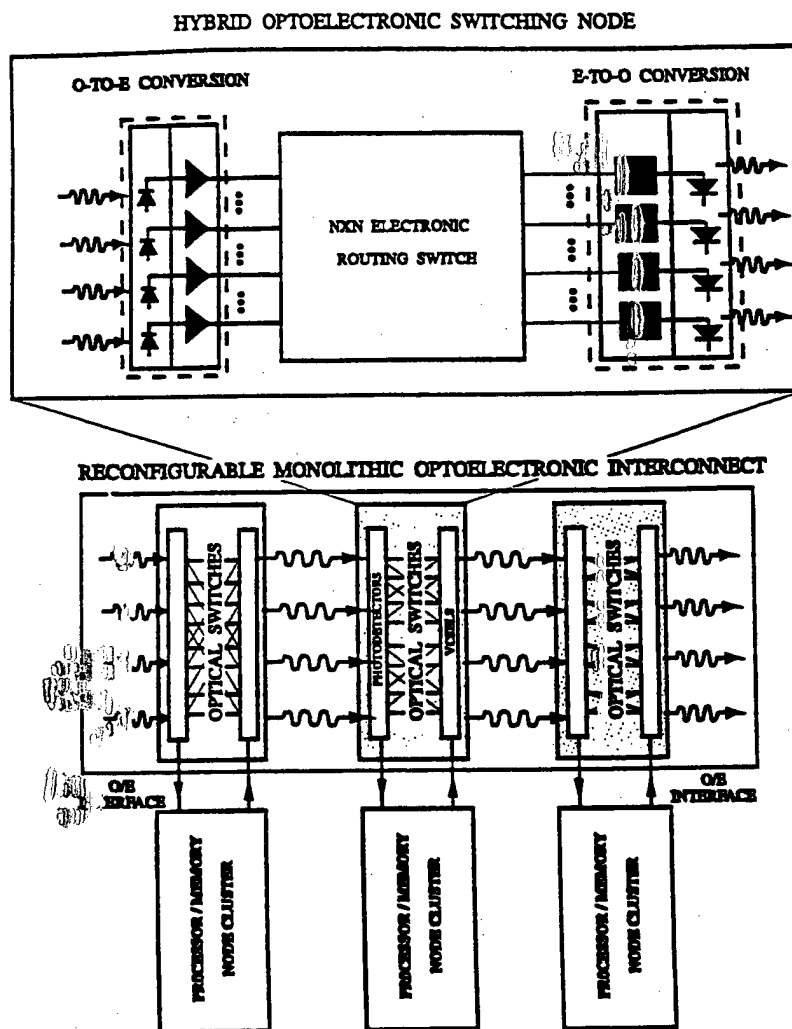 HYBRID OPTOELECTRONIC SWITCHING NODE
O-TO-E CONVERSION
E-TO-O CONVERSION
NXN ELECTRONIC
ROUTING SWITCH
RECONFIGURABLE MONOLITHIC OPTOELECTRONIC INTERCONNECT
OPTICAL SWITCHES
PHOTODETECTORS
OPTICAL SWITCHES
VCSELS
OPTICAL SWITCHES
O/E
O/E
INTERFACE
PROCESSOR / MEMORY
NODE CLUSTER
PROCESSOR / MEMORY
NODE CLUSTER
PROCESSOR / MEMORY
NODE CLUSTER